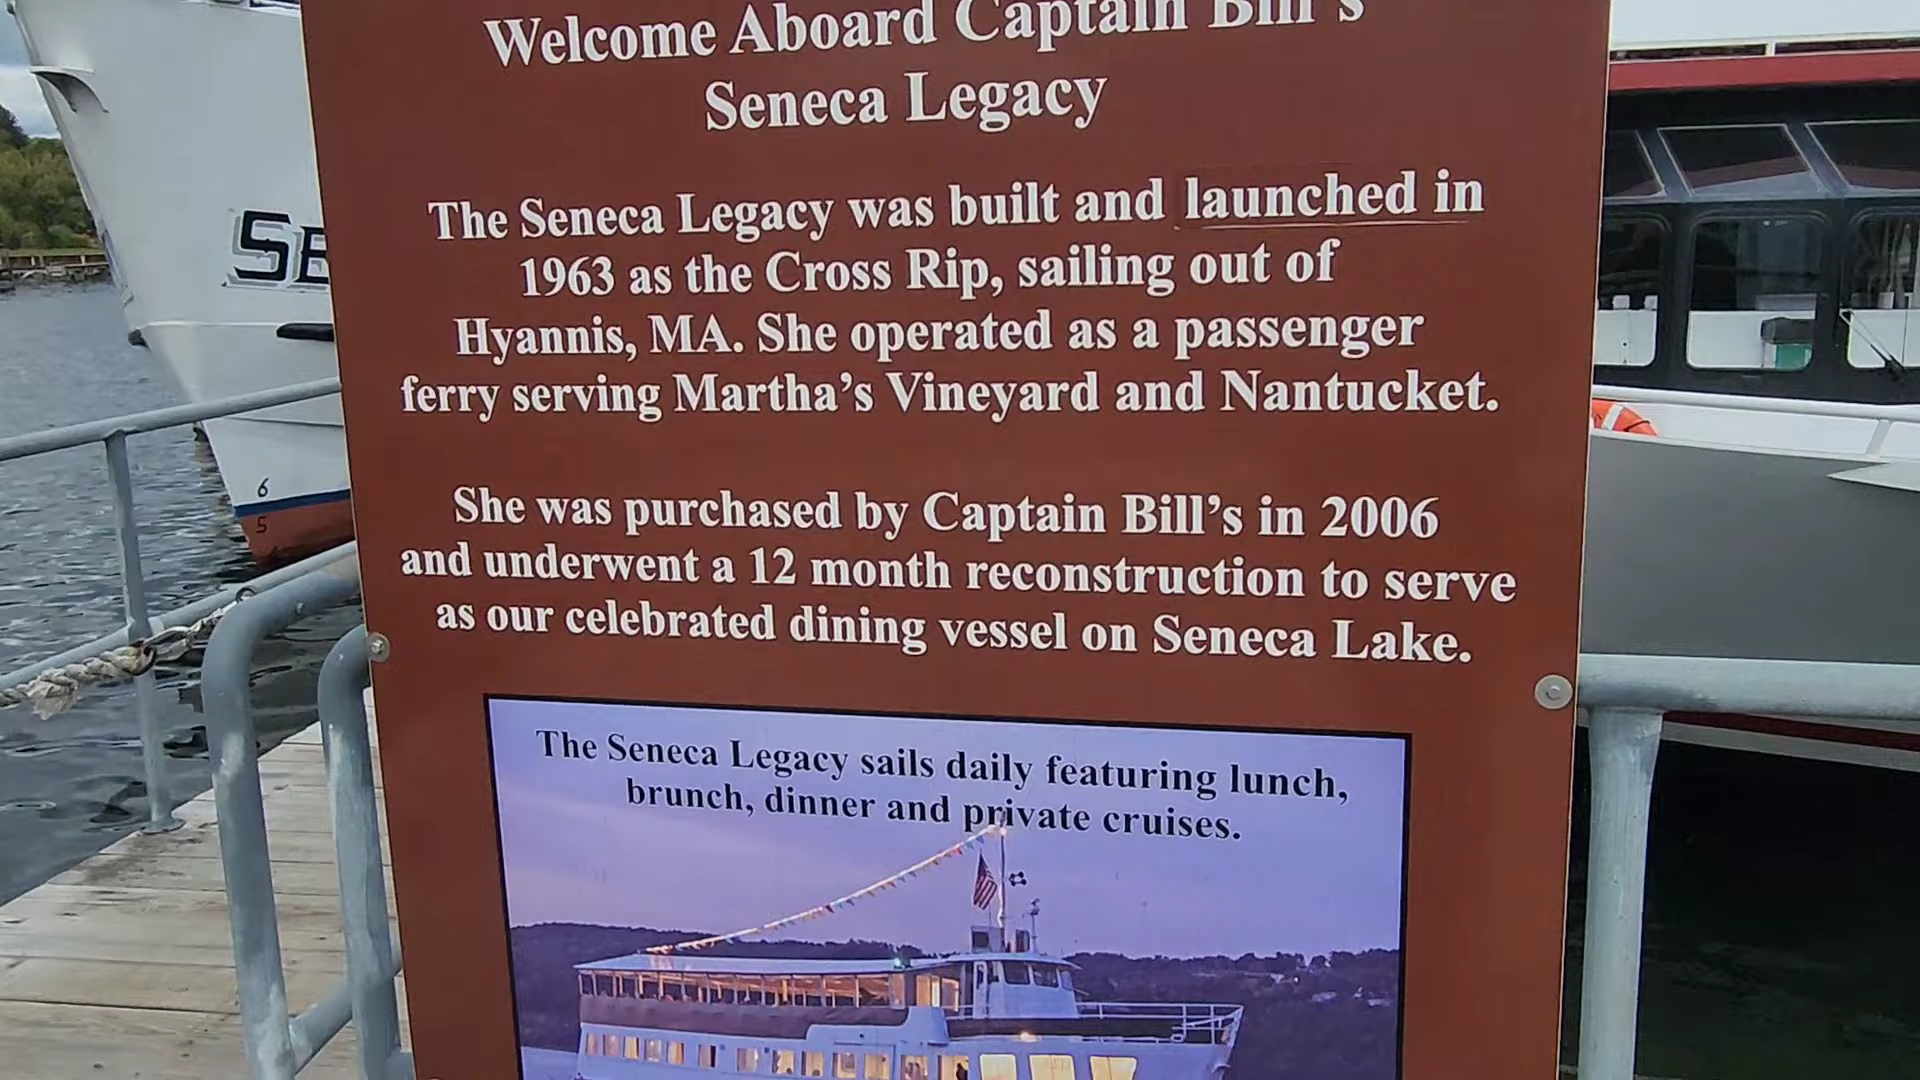 Welcome Aboard Captain Bill's
Seneca Legacy
The Seneca Legacy was built and launched in
1963 as the Cross Rip, sailing out of
Hyannis, MA. She operated as a passenger
ferry serving Martha's Vineyard and Nantucket.
She was purchased by Captain Bill's in 2006
and underwent a 12 month reconstruction to serve
as our celebrated dining vessel on Seneca Lake.
The Seneca Legacy sails daily featuring lunch,
brunch, dinner and private cruises.
SE
6
5